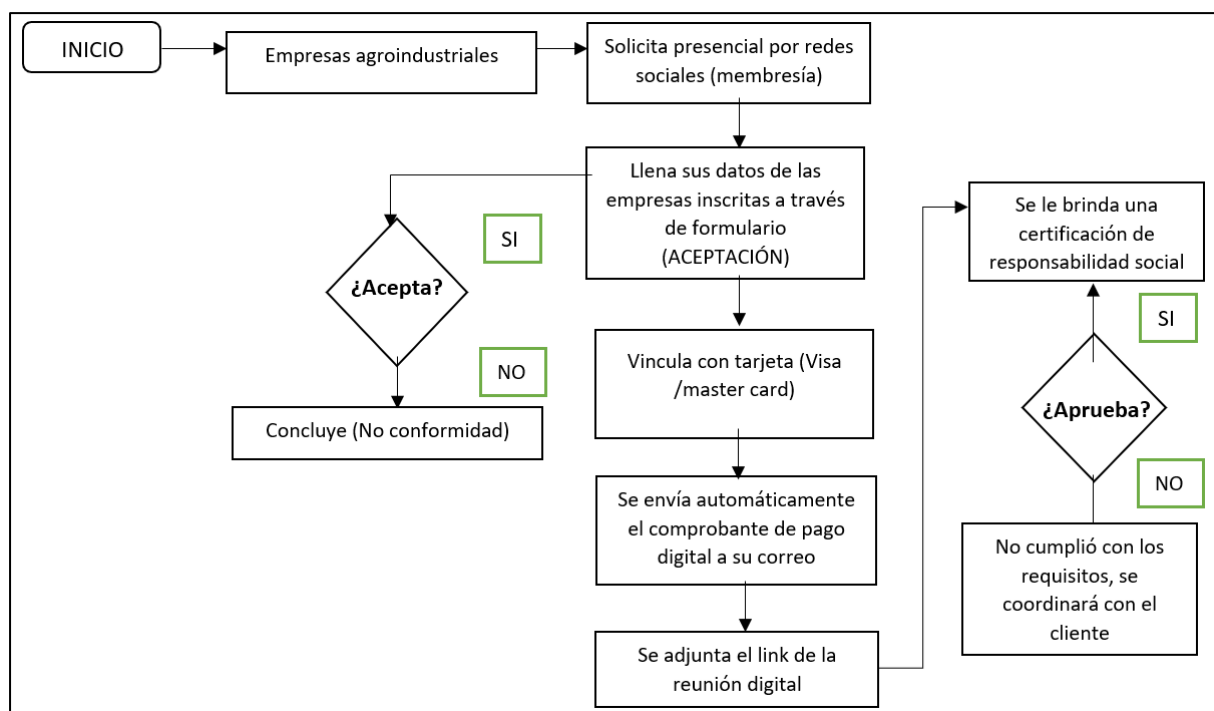 INICIO
Empresas agroindustriales
Solicita presencial por redes
sociales (membresía)
Llena sus datos de las
empresas inscritas a través
de formulario
(ACEPTACIÓN)
SI
¿Acepta?
NO
Concluye (No conformidad)
Vincula con tarjeta (Visa
/master card)
Se envía automáticamente
el comprobante de pago
digital a su correo
Se adjunta el link de la
reunión digital
Se le brinda una
certificación de
responsabilidad social
SI
¿Aprueba?
NO
No cumplió con los
requisitos, se
coordinará con el
cliente